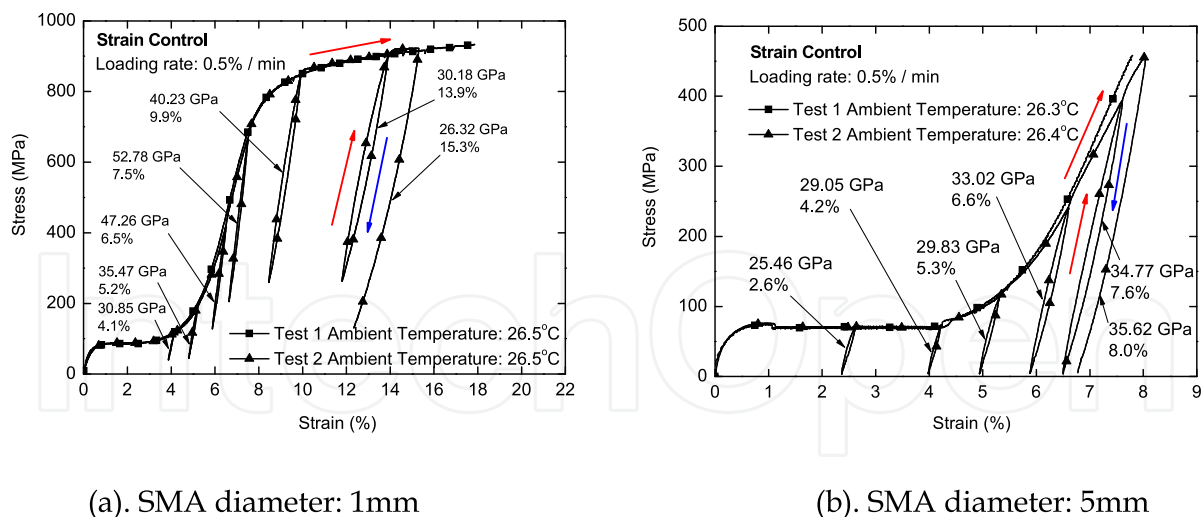 Strain Control
Loading rate: 0.5% / min
40.23 GPa
9.9%
30.18 GPa
13.9%
26.32 GPa
15.3%
52.78 GPa
7.5%
47.26 GPa
6.5%
35.47 GPa
5.2%
30.85 GPa
4.1%
Test 1 Ambient Temperature: 26.5°C
Test 2 Ambient Temperature: 26.5°C
Stress (MPa)
0
200
400
600
800
1000
0 2 4 6 8 10 12 14 16 18 20 22
Strain (%)
(a). SMA diameter: 1mm
Strain Control
Loading rate: 0.5% / min
Test 1 Ambient Temperature: 26.3°C
Test 2 Ambient Temperature: 26.4°C
25.46 GPa
2.6%
29.05 GPa
4.2%
29.83 GPa
5.3%
33.02 GPa
6.6%
34.77 GPa
7.6%
35.62 GPa
8.0%
Stress (MPa)
0
100
200
300
400
500
0 1 2 3 4 5 6 7 8 9
Strain (%)
(b). SMA diameter: 5mm
IntechOpen